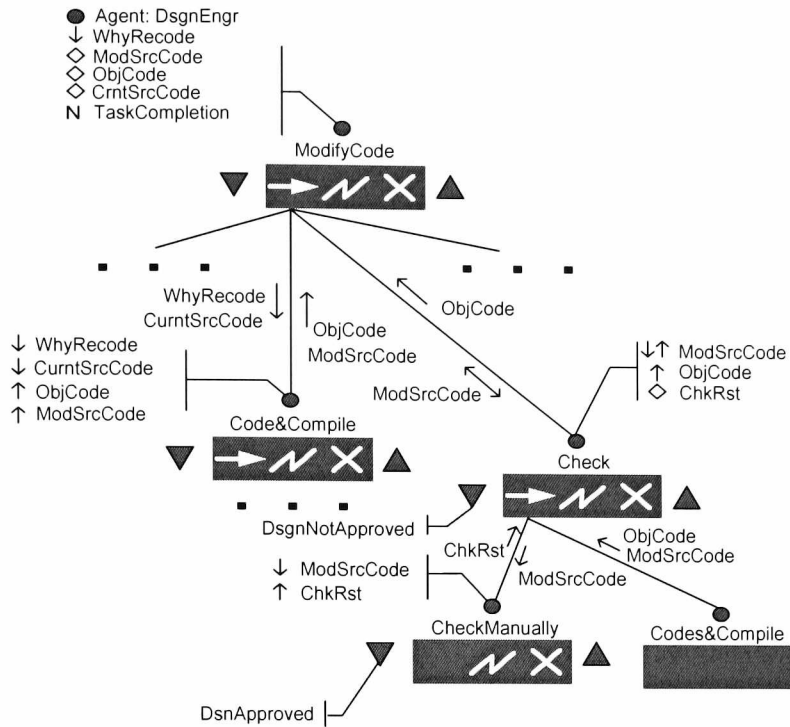 Agent: DsgnEngr
↓ WhyRecode
◇ ModSrcCode
◇ ObjCode
◇ CrntSrcCode
N TaskCompletion
ModifyCode
WhyRecode
CurntSrcCode
ObjCode
ModSrcCode
ObjCode
ModSrcCode
↓ WhyRecode
↓ CurntSrcCode
↑ ObjCode
↑ ModSrcCode
↓↑ ModSrcCode
↑ ObjCode
◇ ChkRst
Code&Compile
Check
DsgnNotApproved
ChkRst
ModSrcCode
ObjCode
ModSrcCode
↓ ModSrcCode
↑ ChkRst
CheckManually
Codes&Compile
DsnApproved